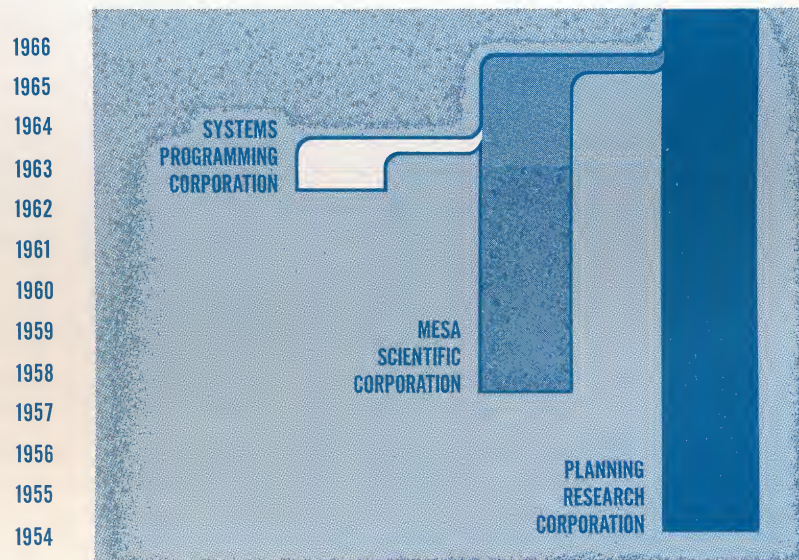 1966
1965
1964
1963
1962
1961
1960
1959
1958
1957
1956
1955
1954
SYSTEMS
PROGRAMMING
CORPORATION
MESA
SCIENTIFIC
CORPORATION
PLANNING
RESEARCH
CORPORATION